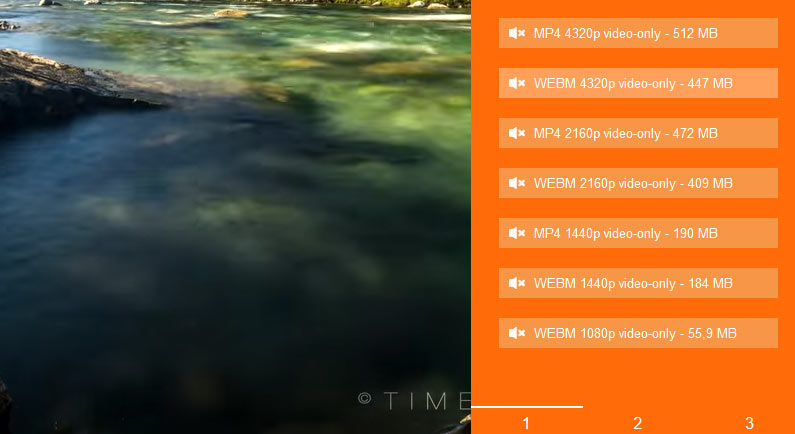 MP4 4320p video-only - 512 MB
WEBM 4320p video-only - 447 MB
MP4 2160p video-only - 472 MB
WEBM 2160p video-only - 409 MB
MP4 1440p video-only - 190 MB
WEBM 1440p video-only - 184 MB
WEBM 1080p video-only - 55,9 MB
© TIME
1 2 3